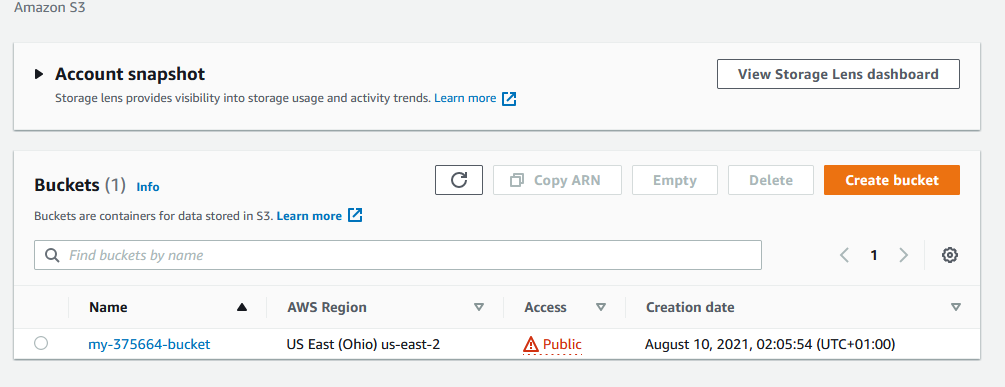 Amazon S3
Account snapshot
View Storage Lens dashboard
Storage lens provides visibility into storage usage and activity trends. Learn more
Buckets (1) Info
Copy ARN Empty Delete Create bucket
Buckets are containers for data stored in S3. Learn more
Find buckets by name
1
Name AWS Region Access Creation date
my-375664-bucket US East (Ohio) us-east-2 Public August 10, 2021, 02:05:54 (UTC+01:00)